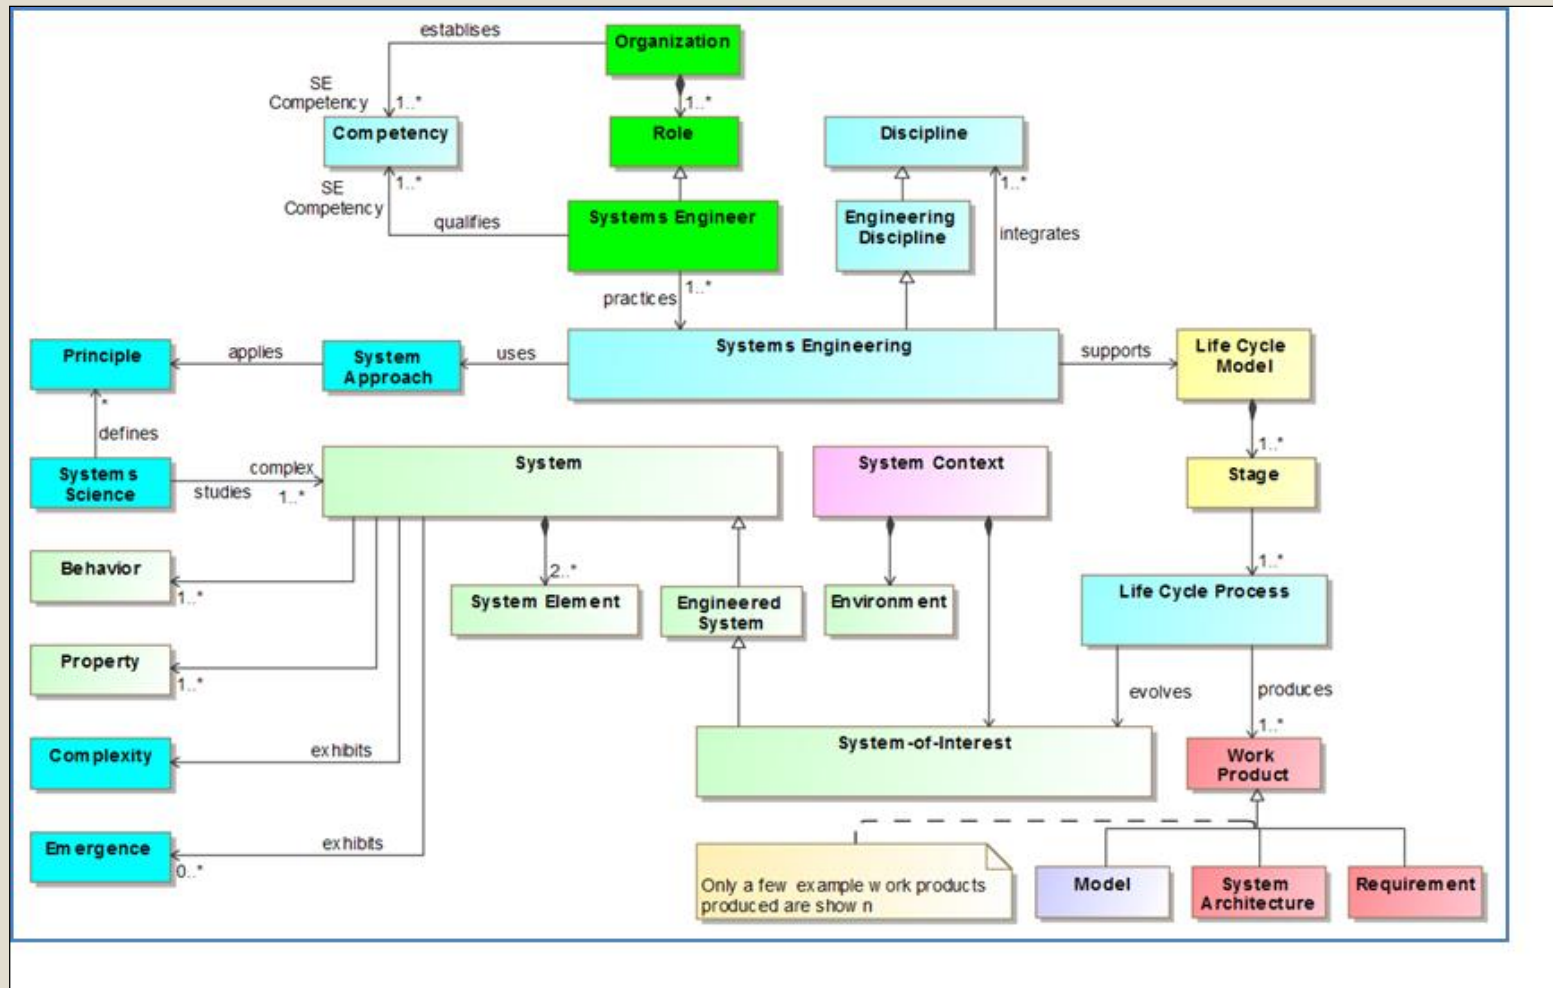 establises
Organization
SE
Competency
1..*
1..*
Competency
Role
Discipline
1..*
SE
Competency
1..*
qualifies
Systems Engineer
Engineering
Discipline
integrates
practices
1..*
Principle
applies
System
Approach
uses
Systems Engineering
supports
Life Cycle
Model
*
defines
1..*
Systems
Science
studies
complex
1..*
System
System Context
Stage
Behavior
1..*
2..*
System Element
Engineered
System
Environment
1..*
Life Cycle Process
Property
1..*
evolves
produces
1..*
Complexity
exhibits
System-of-Interest
Work
Product
Emergence
0..*
exhibits
Only a few example work products
produced are shown
Model
System
Architecture
Requirement